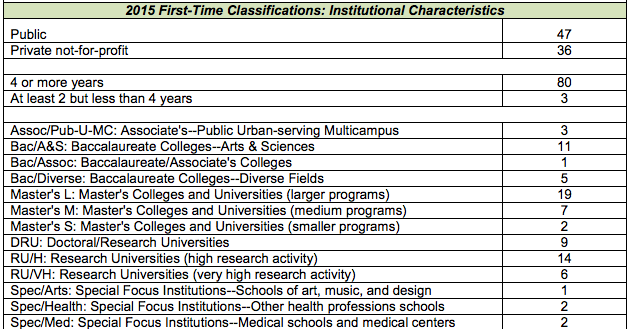 2015 First-Time Classifications: Institutional Characteristics
Public 47
Private not-for-profit 36
4 or more years 80
At least 2 but less than 4 years 3
Assoc/Pub-U-MC: Associate's--Public Urban-serving Multicampus 3
Bac/A&S: Baccalaureate Colleges--Arts & Sciences 11
Bac/Assoc: Baccalaureate/Associate's Colleges 1
Bac/Diverse: Baccalaureate Colleges--Diverse Fields 5
Master's L: Master's Colleges and Universities (larger programs) 19
Master's M: Master's Colleges and Universities (medium programs) 7
Master's S: Master's Colleges and Universities (smaller programs) 2
DRU: Doctoral/Research Universities 9
RU/H: Research Universities (high research activity) 14
RU/VH: Research Universities (very high research activity) 6
Spec/Arts: Special Focus Institutions--Schools of art, music, and design 1
Spec/Health: Special Focus Institutions--Other health professions schools 2
Spec/Med: Special Focus Institutions--Medical schools and medical centers 2